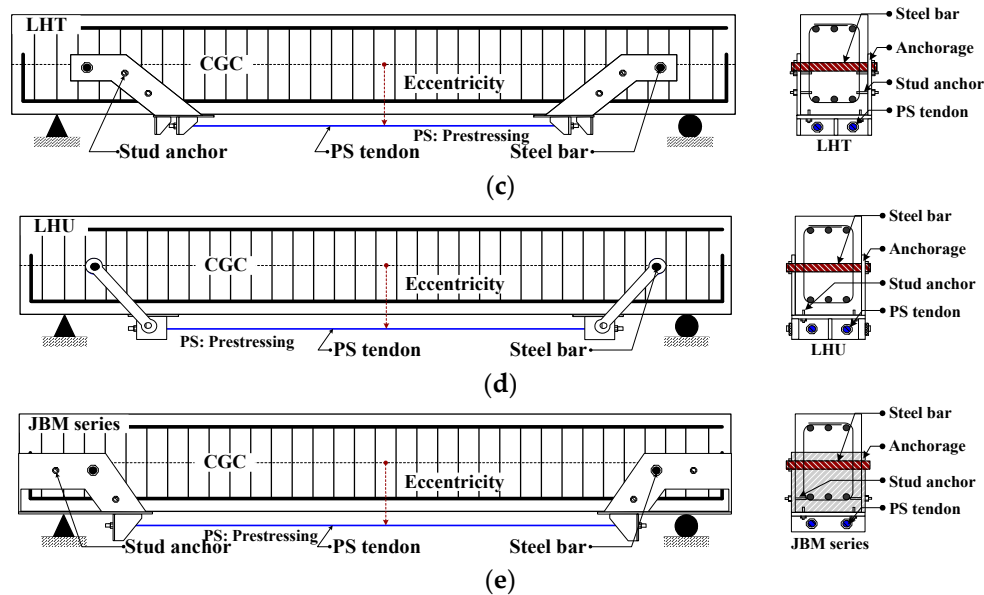 LHT
CGC
Eccentricity
PS: Prestressing
Stud anchor
PS tendon
Steel bar
Steel bar
Anchorage
Stud anchor
PS tendon
LHT
(c)
LHU
CGC
Eccentricity
PS: Prestressing
PS tendon
Steel bar
Steel bar
Anchorage
Stud anchor
PS tendon
LHU
(d)
JBM series
CGC
Eccentricity
PS: Prestressing
Stud anchor
PS tendon
Steel bar
Steel bar
Anchorage
Stud anchor
PS tendon
JBM series
(e)